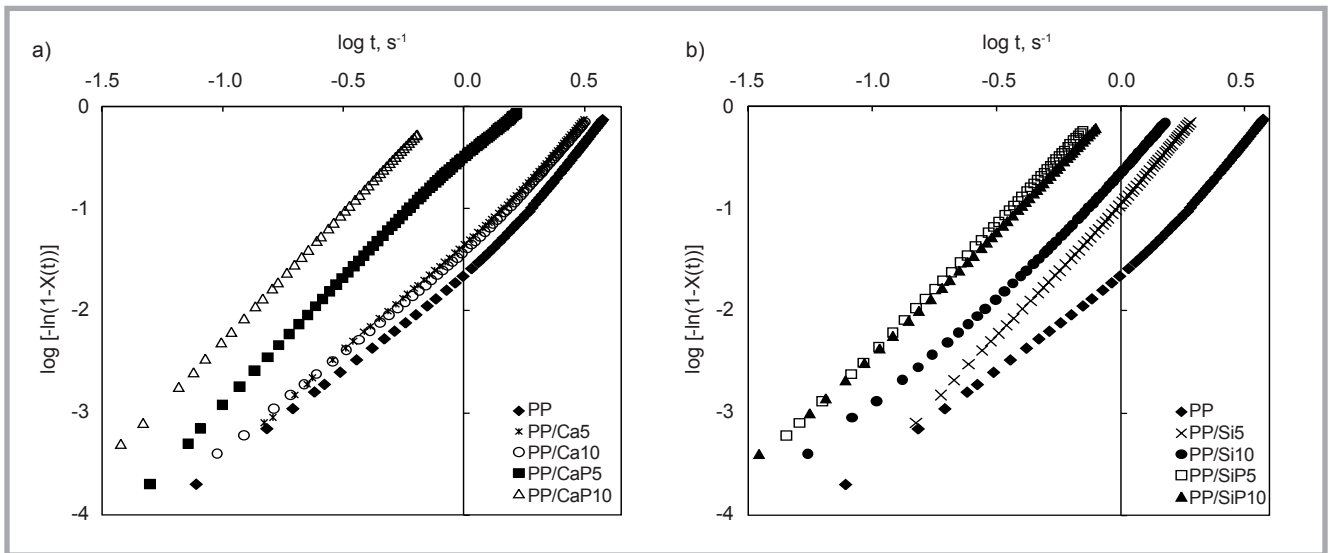 a)
log t, s⁻¹
-1.5 -1.0 -0.5 0.0 0.5
0
-1
-2
-3
-4
log [-ln(1-X(t))]
PP
PP/Ca5
PP/Ca10
PP/CaP5
PP/CaP10
b)
log t, s⁻¹
-1.5 -1.0 -0.5 0.0 0.5
0
-1
-2
-3
-4
log [-ln(1-X(t))]
PP
PP/Si5
PP/Si10
PP/SiP5
PP/SiP10